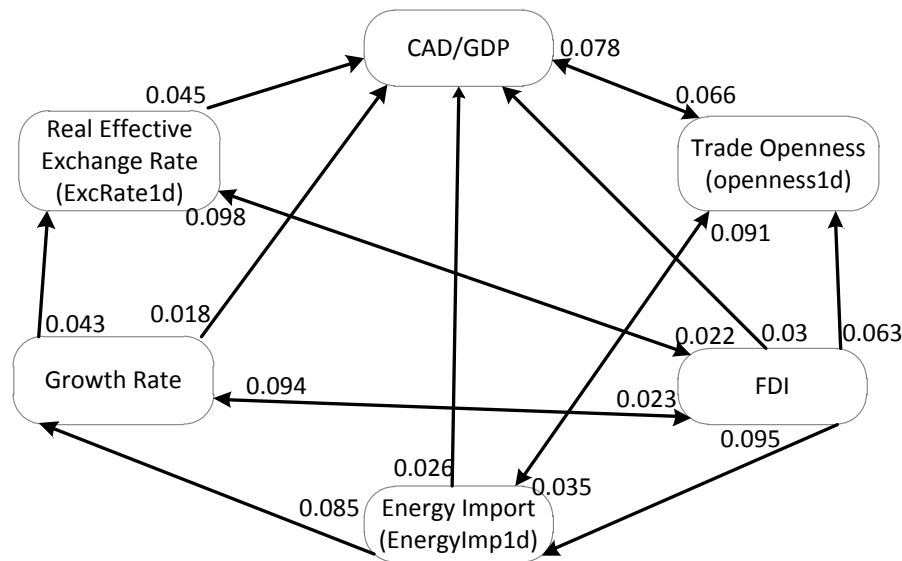 CAD/GDP
0.078
0.045
0.066
Real Effective
Exchange Rate
(ExcRate1d)
Trade Openness
(openness1d)
0.098
0.091
0.043
0.018
0.022
0.03
0.063
Growth Rate
0.094
0.023
FDI
0.095
0.026
0.035
0.085
Energy Import
(EnergyImp1d)